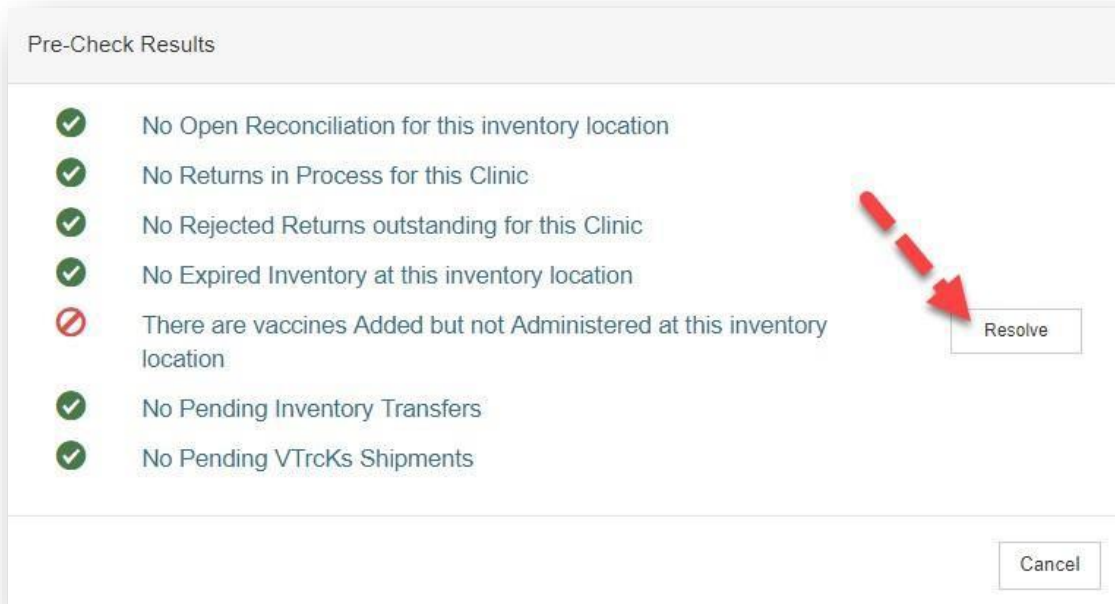 Pre-Check Results
No Open Reconciliation for this inventory location
No Returns in Process for this Clinic
No Rejected Returns outstanding for this Clinic
No Expired Inventory at this inventory location
There are vaccines Added but not Administered at this inventory
location
Resolve
No Pending Inventory Transfers
No Pending VTrcKs Shipments
Cancel